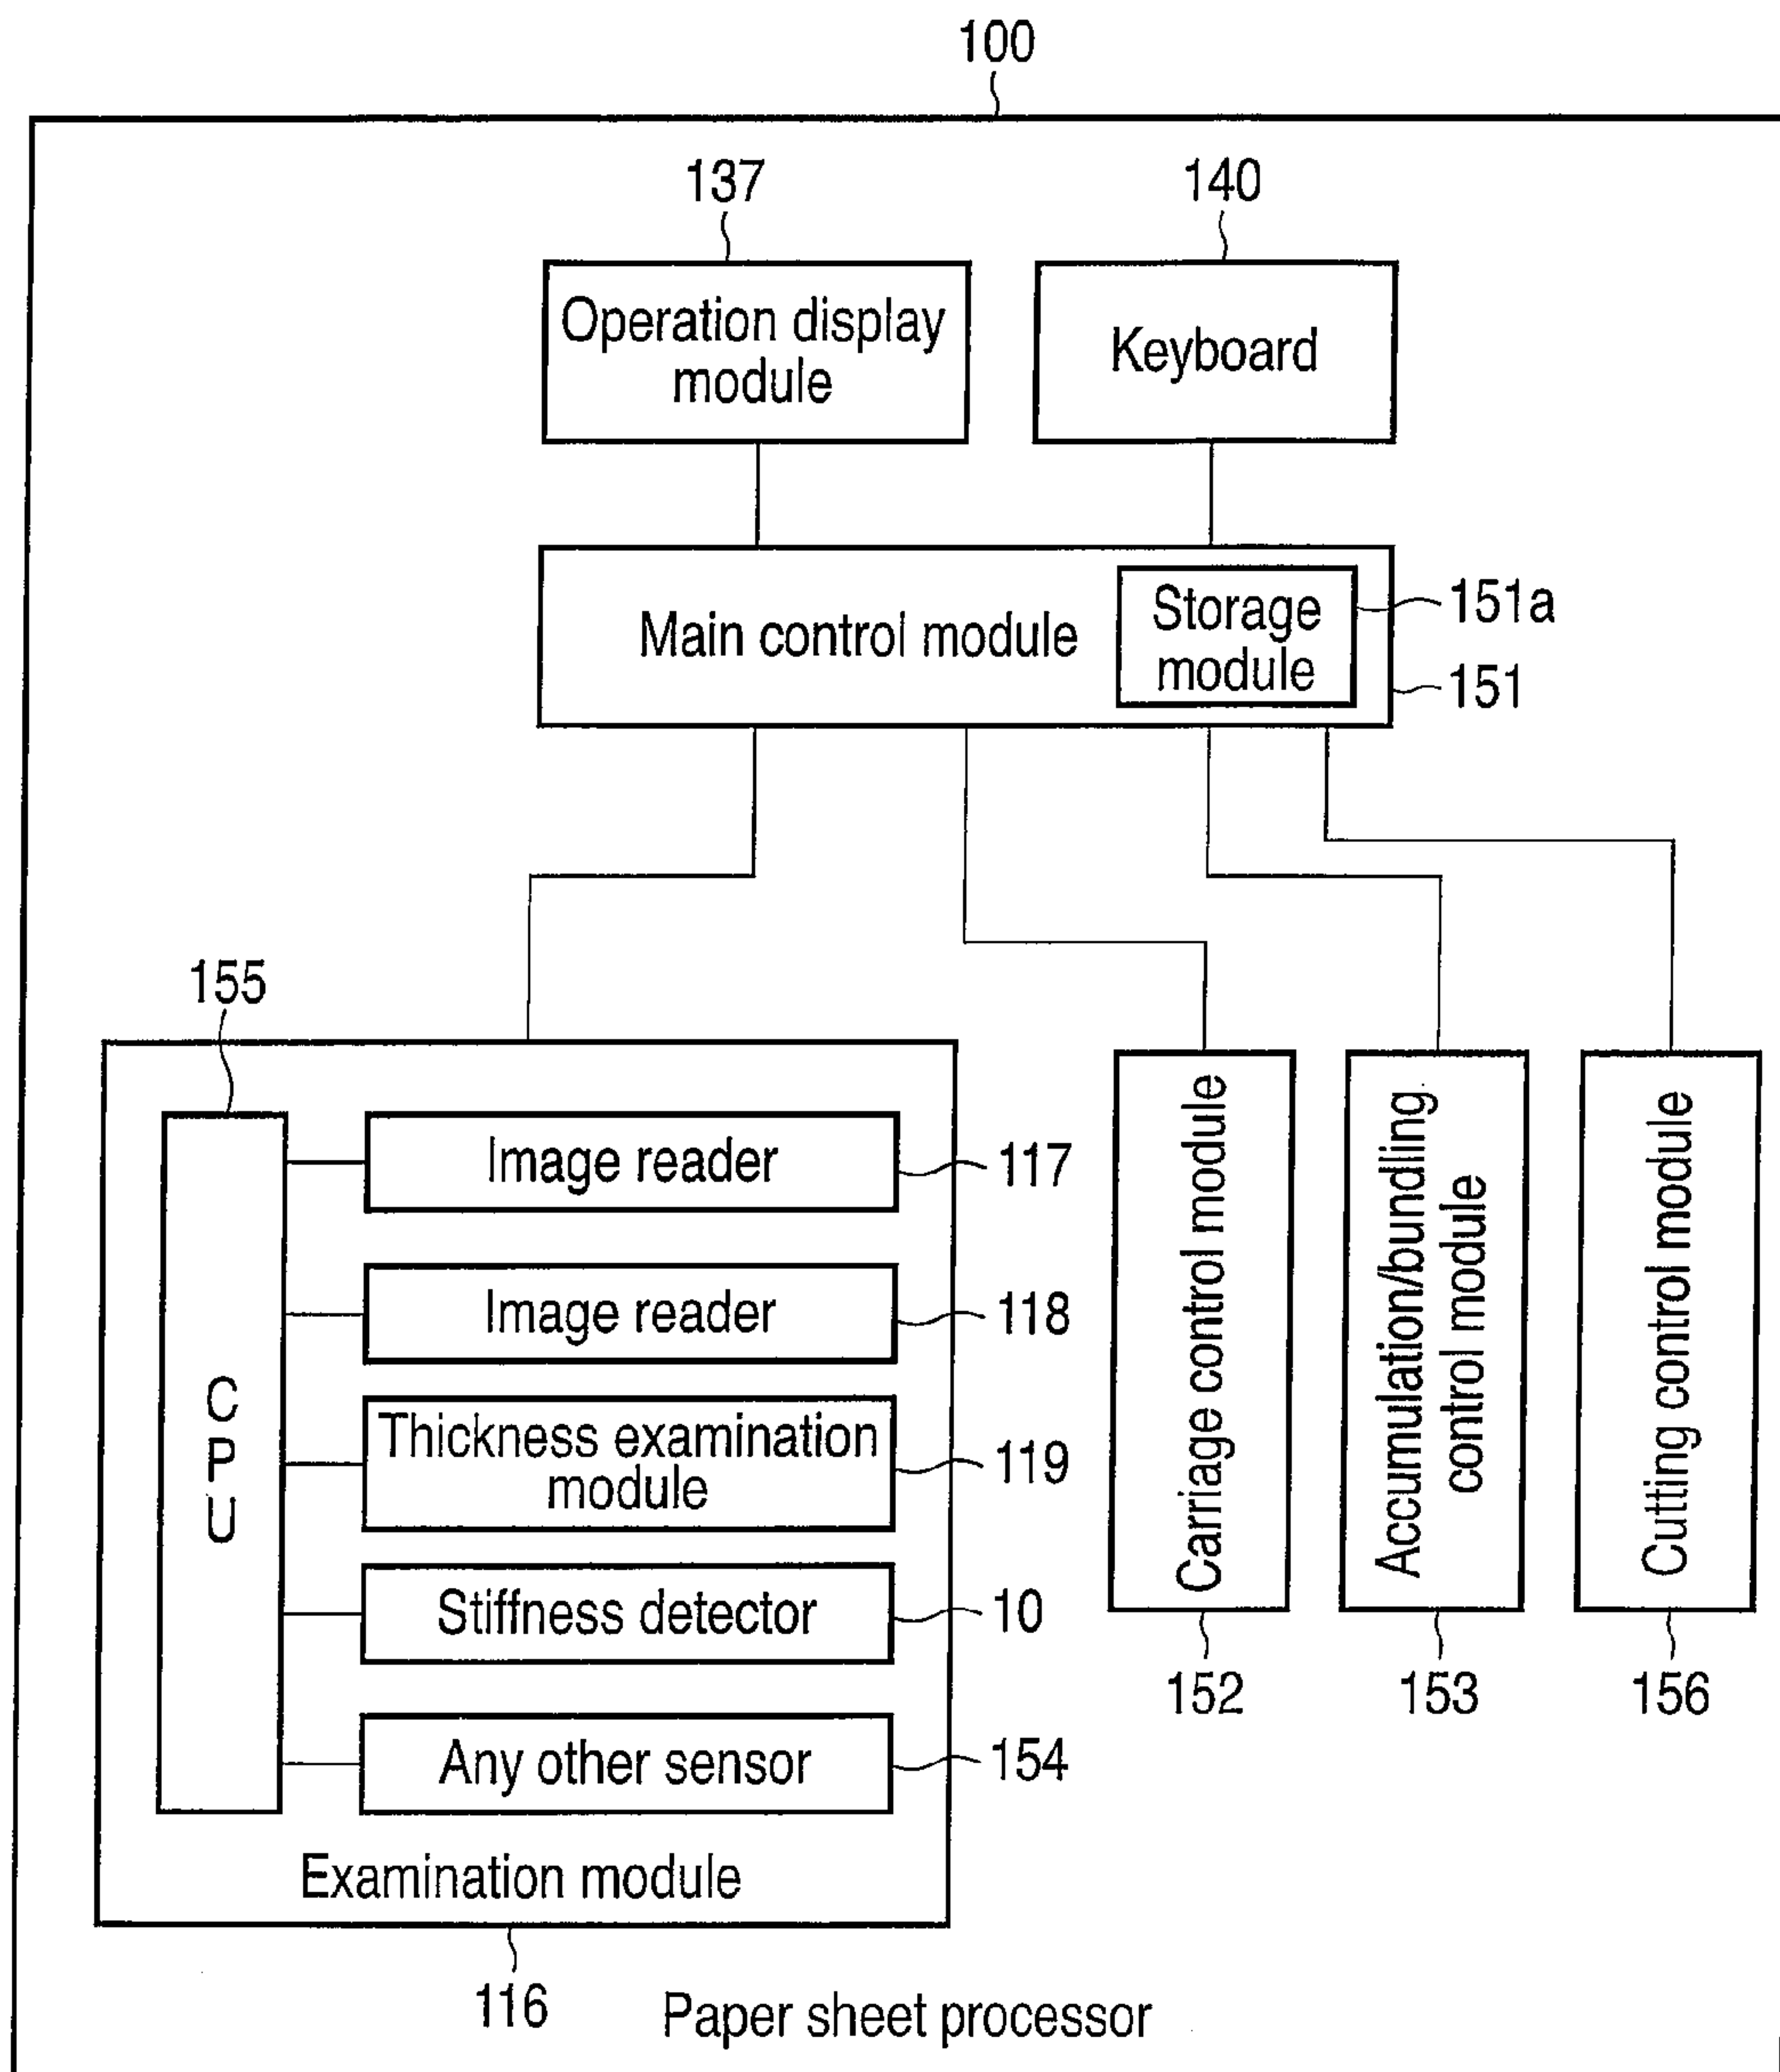 100
137
140
Operation display
module
Keyboard
Main control module
Storage
module
151a
151
155
C
P
U
Image reader
117
Image reader
118
Thickness examination
module
119
Stiffness detector
10
Any other sensor
154
Examination module
116
Carriage control module
152
Accumulation/bundling
control module
153
Cutting control module
156
Paper sheet processor